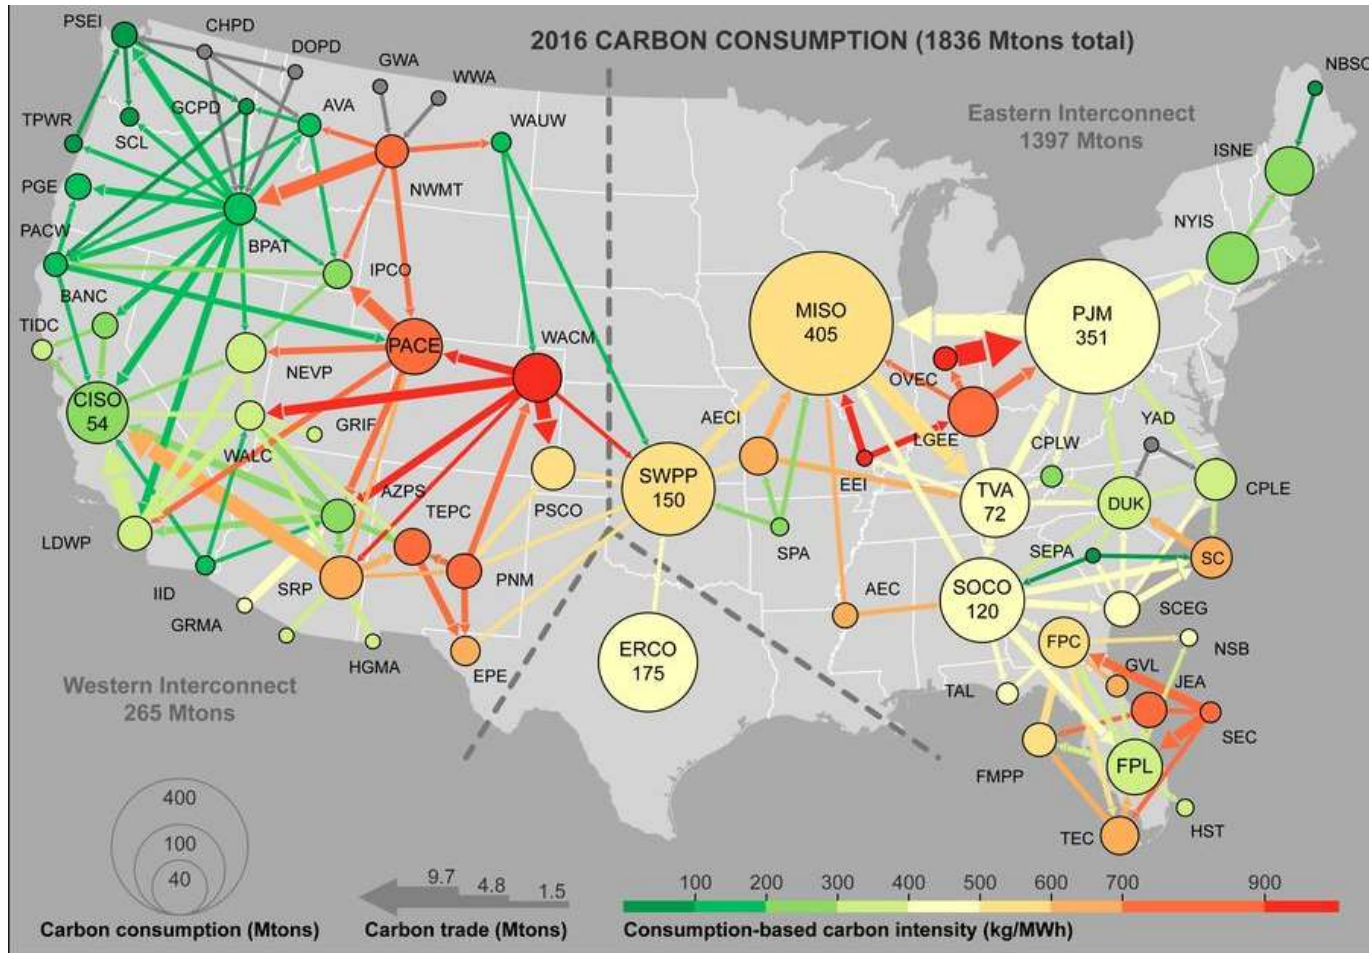 2016 CARBON CONSUMPTION (1836 Mtons total)
PSEI
CHPD
DOPD
GWA
WWA
NBSO
TPWR
SCL
GCPD
AVA
WAUW
Eastern Interconnect
1397 Mtons
ISNE
PGE
NWMT
NYIS
PACW
BPAT
IPCO
BANC
TIDC
MISO
405
PJM
351
PACE
WACM
NEVP
OVEC
CISO
54
GRIF
AECI
LGEE
YAD
WALC
CPLW
AZPS
SWPP
150
EEI
TVA
72
CPLE
TEPC
PSCO
DUK
LDWP
SPA
SEPA
SC
IID
SRP
PNM
AEC
SOCO
120
SCEG
GRMA
FPC
NSB
HGMA
EPE
ERCO
175
GVL
JEA
TAL
Western Interconnect
265 Mtons
SEC
FMPP
FPL
TEC
HST
400
100
40
9.7
4.8
1.5
100 200 300 400 500 600 700 900
Carbon consumption (Mtons)
Carbon trade (Mtons)
Consumption-based carbon intensity (kg/MWh)